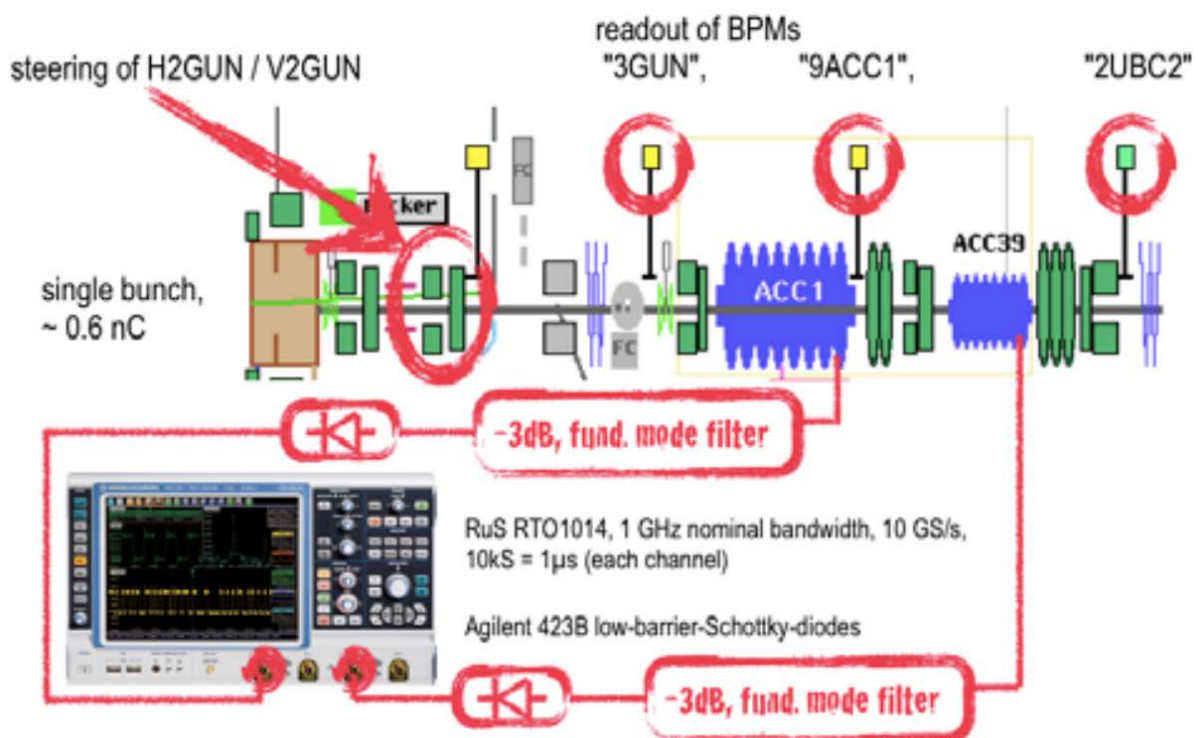 readout of BPMs
steering of H2GUN / V2GUN
"3GUN",
"9ACC1",
"2UBC2"
FC
ACC39
single bunch,
~ 0.6 nC
ACC1
FC
-3dB, fund. mode filter
RuS RTO1014, 1 GHz nominal bandwidth, 10 GS/s,
10kS = 1µs (each channel)
Agilent 423B low-barrier-Schottky-diodes
-3dB, fund. mode filter